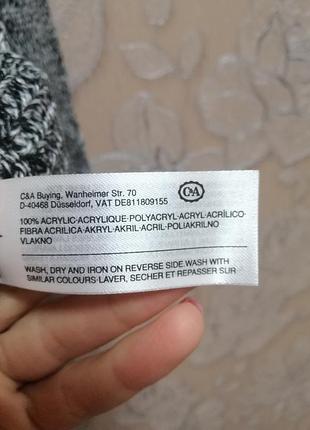 C&A Buying, Wanheimer Str. 70
D-40468 Düsseldorf, VAT DE811809155
C&A
100% ACRYLIC-ACRYLIQUE-POLYACRYL-ACRYL-ACRÍLICO-
FIBRA ACRILICA-AKRYL-AKRIL-ACRIL-POLIAKRILNO
VLAKNO
WASH, DRY AND IRON ON REVERSE SIDE.WASH WITH
SIMILAR COLOURS-LAVER, SECHER ET REPASSER SUR